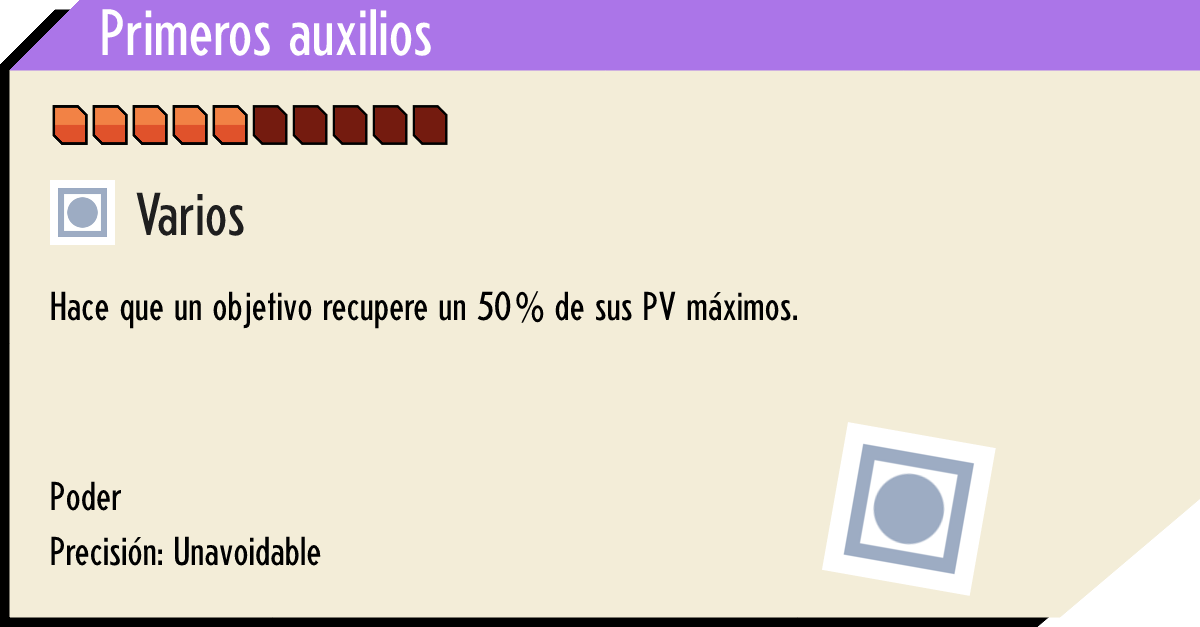 Primeros auxilios
Varios
Hace que un objetivo recupere un 50% de sus PV máximos.
Poder
Precisión: Unavoidable